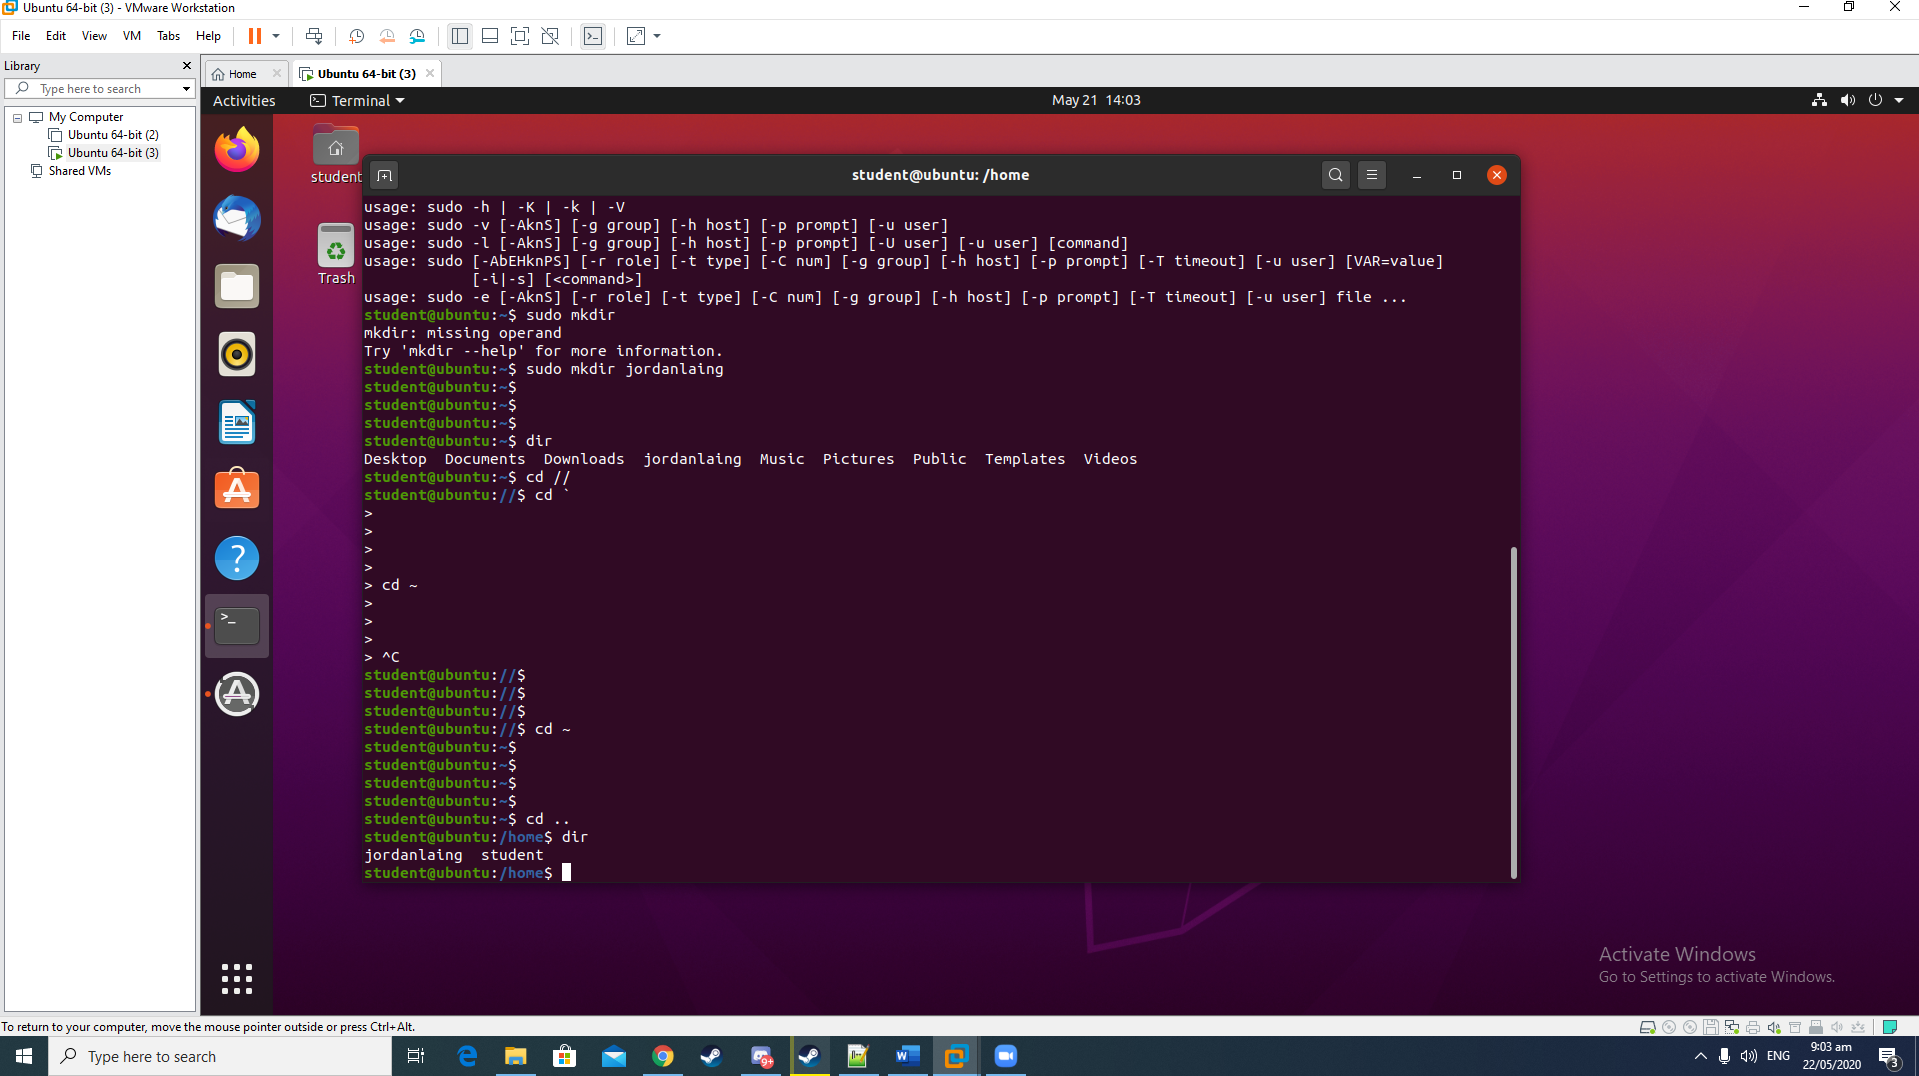 Ubuntu 64-bit (3) - VMware Workstation
File Edit View VM Tabs Help
Library
Type here to search
My Computer
Ubuntu 64-bit (2)
Ubuntu 64-bit (3)
Shared VMs
Home
Ubuntu 64-bit (3)
Activities Terminal May 21 14:03
student
Trash
student@ubuntu: /home
usage: sudo -h | -K | -k | -V
usage: sudo -v [-AknS] [-g group] [-h host] [-p prompt] [-u user]
usage: sudo -l [-AknS] [-g group] [-h host] [-p prompt] [-U user] [-u user] [command]
usage: sudo [-AbEHknPS] [-r role] [-t type] [-C num] [-g group] [-h host] [-p prompt] [-T timeout] [-u user] [VAR=value]
[-i|-s] [<command>]
usage: sudo -e [-AknS] [-r role] [-t type] [-C num] [-g group] [-h host] [-p prompt] [-T timeout] [-u user] file ...
student@ubuntu:~$ sudo mkdir
mkdir: missing operand
Try 'mkdir --help' for more information.
student@ubuntu:~$ sudo mkdir jordanlaing
student@ubuntu:~$
student@ubuntu:~$
student@ubuntu:~$
student@ubuntu:~$ dir
Desktop Documents Downloads jordanlaing Music Pictures Public Templates Videos
student@ubuntu:~$ cd //
student@ubuntu://$ cd `
>
>
>
>
> cd ~
>
>
>
> ^C
student@ubuntu://$
student@ubuntu://$
student@ubuntu://$
student@ubuntu://$ cd ~
student@ubuntu:~$
student@ubuntu:~$
student@ubuntu:~$
student@ubuntu:~$
student@ubuntu:~$ cd ..
student@ubuntu:/home$ dir
jordanlaing student
student@ubuntu:/home$
Activate Windows
Go to Settings to activate Windows.
To return to your computer, move the mouse pointer outside or press Ctrl+Alt.
Type here to search
9+
ENG
9:03 am
22/05/2020
3